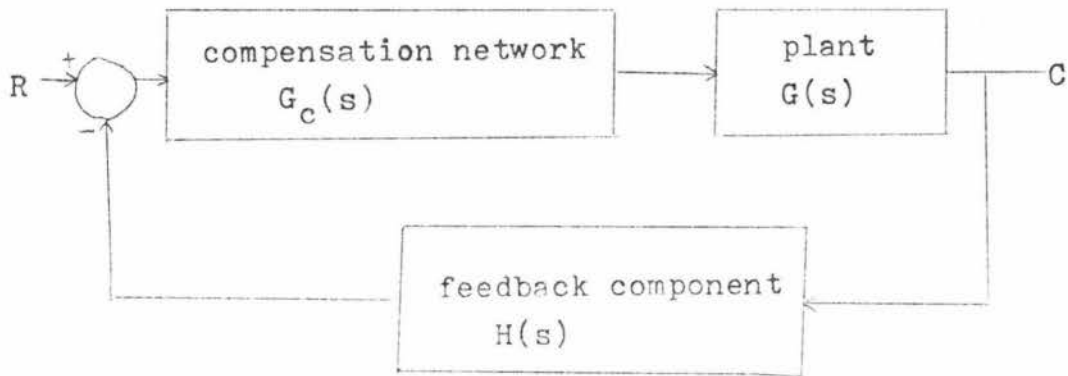 compensation network
G_c(s)
plant
G(s)
R
+
-
C
feedback component
H(s)